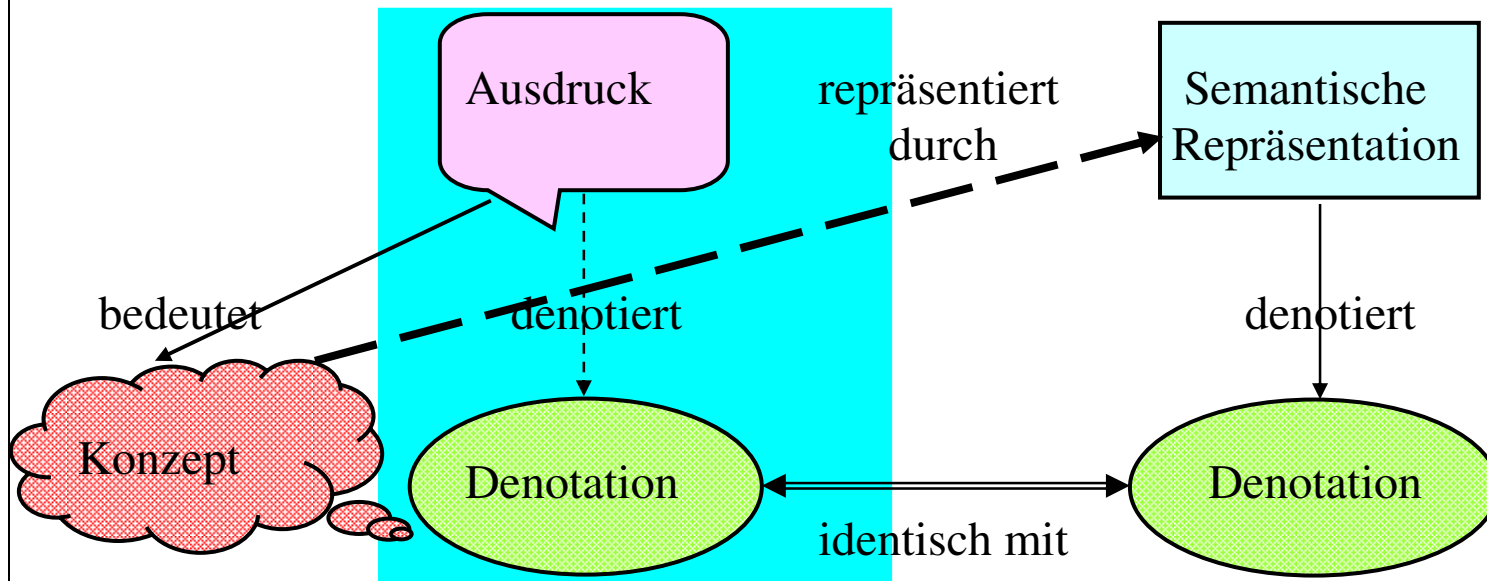 Ausdruck
repräsentiert
durch
Semantische
Repräsentation
bedeutet
denotiert
denotiert
Konzept
Denotation
identisch mit
Denotation